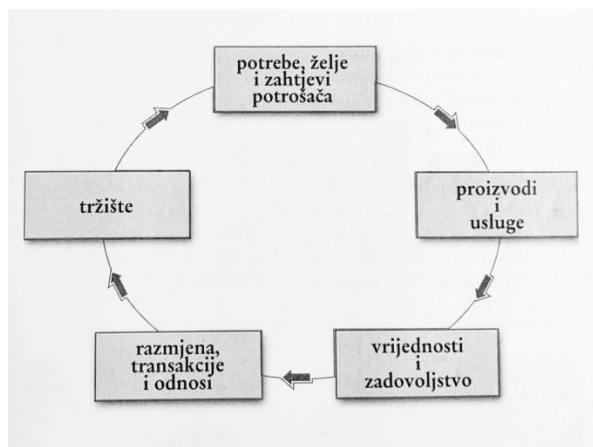 potrebe, želje
i zahtjevi
potrošača
proizvodi
i
usluge
vrijednosti
i
zadovoljstvo
razmjena,
transakcije
i odnosi
tržište